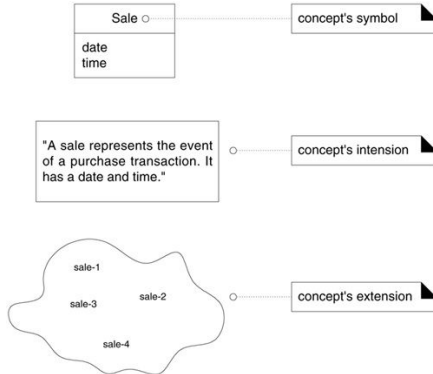 Sale
concept's symbol
date
time
"A sale represents the event
of a purchase transaction. It
has a date and time."
concept's intension
sale-1
sale-3
sale-2
sale-4
concept's extension